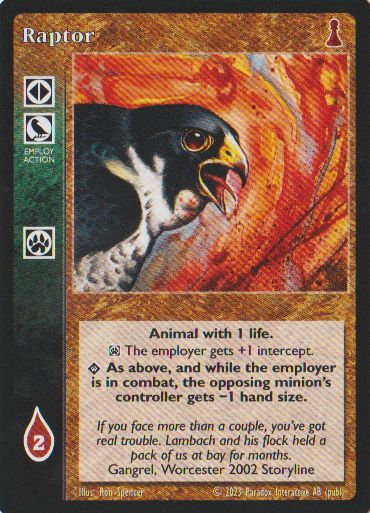 Raptor
EMPLOY
ACTION
Animal with 1 life.
The employer gets +1 intercept.
As above, and while the employer
is in combat, the opposing minion's
controller gets −1 hand size.
If you face more than a couple, you've got
real trouble. Lambach and his flock held a
pack of us at bay for months.
Gangrel, Worcester 2002 Storyline
2
Illus: Ron Spencer © 2023 Paradox Interactive AB (publ)